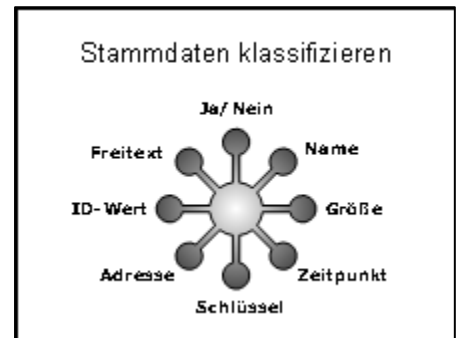 Stammdaten klassifizieren
Ja/ Nein
Freitext
Name
ID-Wert
Größe
Adresse
Zeitpunkt
Schlüssel